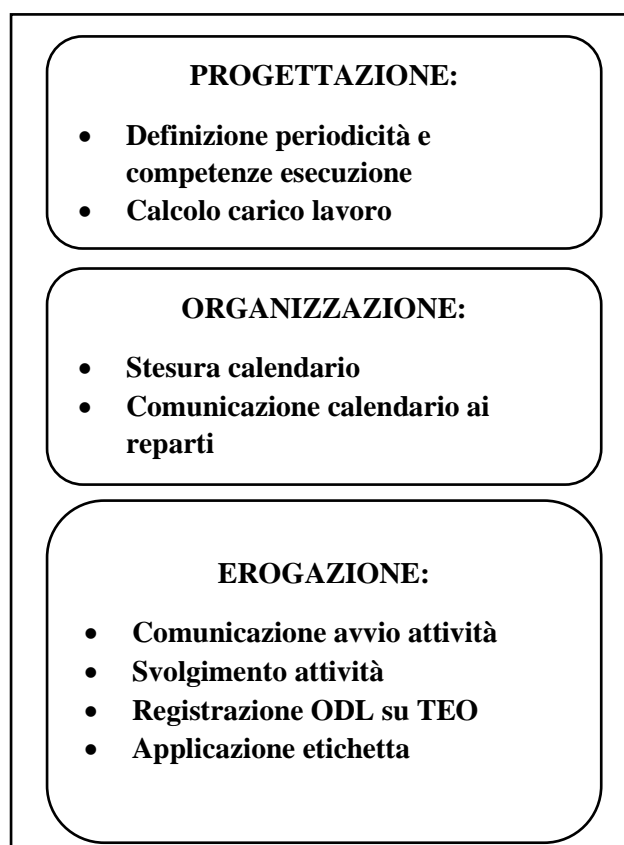 PROGETTAZIONE:
• Definizione periodicità e
competenze esecuzione
• Calcolo carico lavoro
ORGANIZZAZIONE:
• Stesura calendario
• Comunicazione calendario ai
reparti
EROGAZIONE:
• Comunicazione avvio attività
• Svolgimento attività
• Registrazione ODL su TEO
• Applicazione etichetta